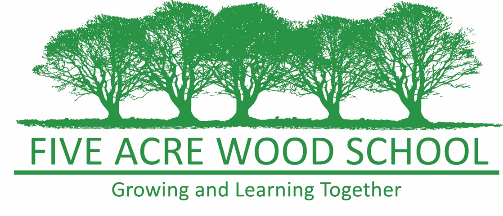 FIVE ACRE WOOD SCHOOL
Growing and Learning Together